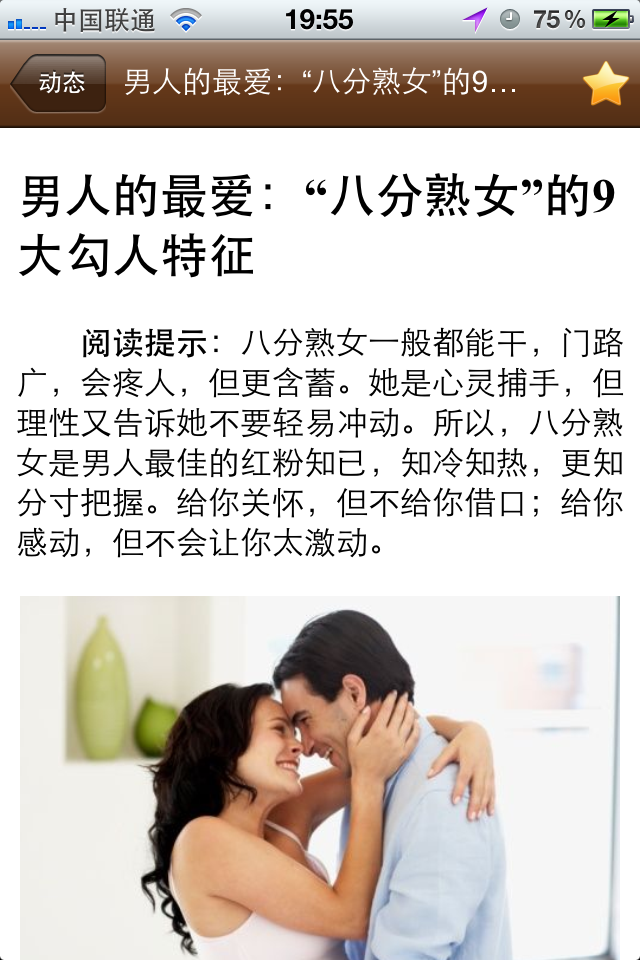 中国联通 19:55 75%
动态 男人的最爱：“八分熟女”的9...
男人的最爱：“八分熟女”的9
大勾人特征
阅读提示：八分熟女一般都能干，门路
广，会疼人，但更含蓄。她是心灵捕手，但
理性又告诉她不要轻易冲动。所以，八分熟
女是男人最佳的红粉知已，知冷知热，更知
分寸把握。给你关怀，但不给你借口；给你
感动，但不会让你太激动。